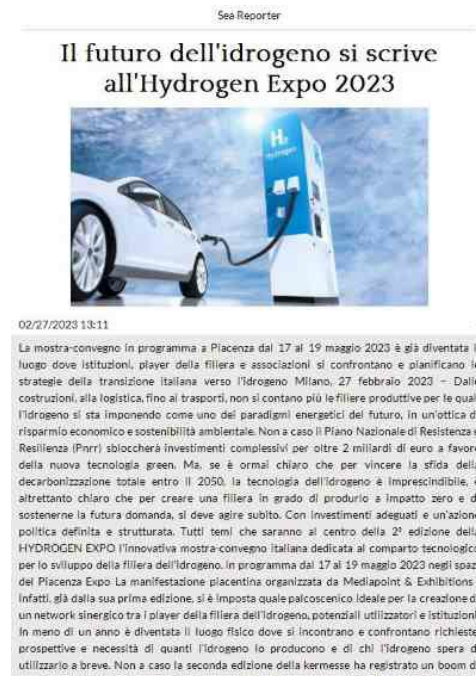 Sea Reporter
Il futuro dell'idrogeno si scrive
all'Hydrogen Expo 2023
H₂
Hydrogen
02/27/2023 13:11
La mostra-convegno in programma a Piacenza dal 17 al 19 maggio 2023 è già diventata i
luogo dove istituzioni, player della filiera e associazioni si confrontano e pianificano le
strategie della transizione italiana verso l'idrogeno Milano, 27 febbraio 2023 – Dalle
costruzioni, alla logistica, fino ai trasporti, non si contano più le filiere produttive per le qual
l'idrogeno si sta imponendo come uno dei paradigmi energetici del futuro, in un'ottica d
risparmio economico e sostenibilità ambientale. Non a caso il Piano Nazionale di Resistenza e
Resilienza (Pnrr) sbloccherà investimenti complessivi per oltre 2 miliardi di euro a favore
della nuova tecnologia green. Ma, se è ormai chiaro che per vincere la sfida della
decarbonizzazione totale entro il 2050, la tecnologia dell'idrogeno è imprescindibile, è
altrettanto chiaro che per creare una filiera in grado di produrlo a impatto zero e d
sostenerne la futura domanda, si deve agire subito. Con investimenti adeguati e un'azione
politica definita e strutturata. Tutti temi che saranno al centro della 2ª edizione della
HYDROGEN EXPO l'innovativa mostra-convegno italiana dedicata al comparto tecnologico
per lo sviluppo della filiera dell'idrogeno, in programma dal 17 al 19 maggio 2023 negli spaz
del Piacenza Expo La manifestazione piacentina organizzata da Mediapoint & Exhibitions
infatti, già dalla sua prima edizione, si è imposta quale palcoscenico ideale per la creazione d
un network sinergico tra i player della filiera dell'idrogeno, potenziali utilizzatori e istituzioni
In meno di un anno è diventata il luogo fisico dove si incontrano e confrontano richieste
prospettive e necessità di quanti l'idrogeno lo producono e di chi l'idrogeno spera d
utilizzarlo a breve. Non a caso la seconda edizione della kermesse ha registrato un boom d